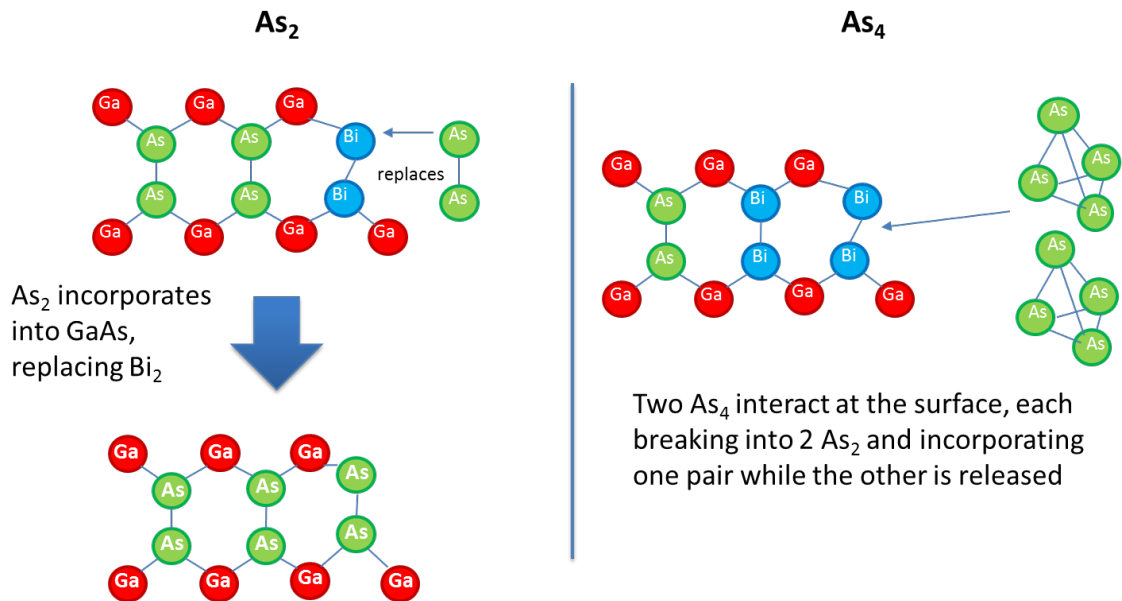 As₂
Ga Ga Ga
As As Bi As
replaces
As As Bi As
Ga Ga Ga Ga
As₂ incorporates
into GaAs,
replacing Bi₂
Ga Ga Ga
As As As
As As As
Ga Ga Ga Ga
As₄
Ga Ga Ga
As Bi Bi
As Bi Bi
Ga Ga Ga Ga
As
As
As
As
As
As
As
As
Two As₄ interact at the surface, each
breaking into 2 As₂ and incorporating
one pair while the other is released